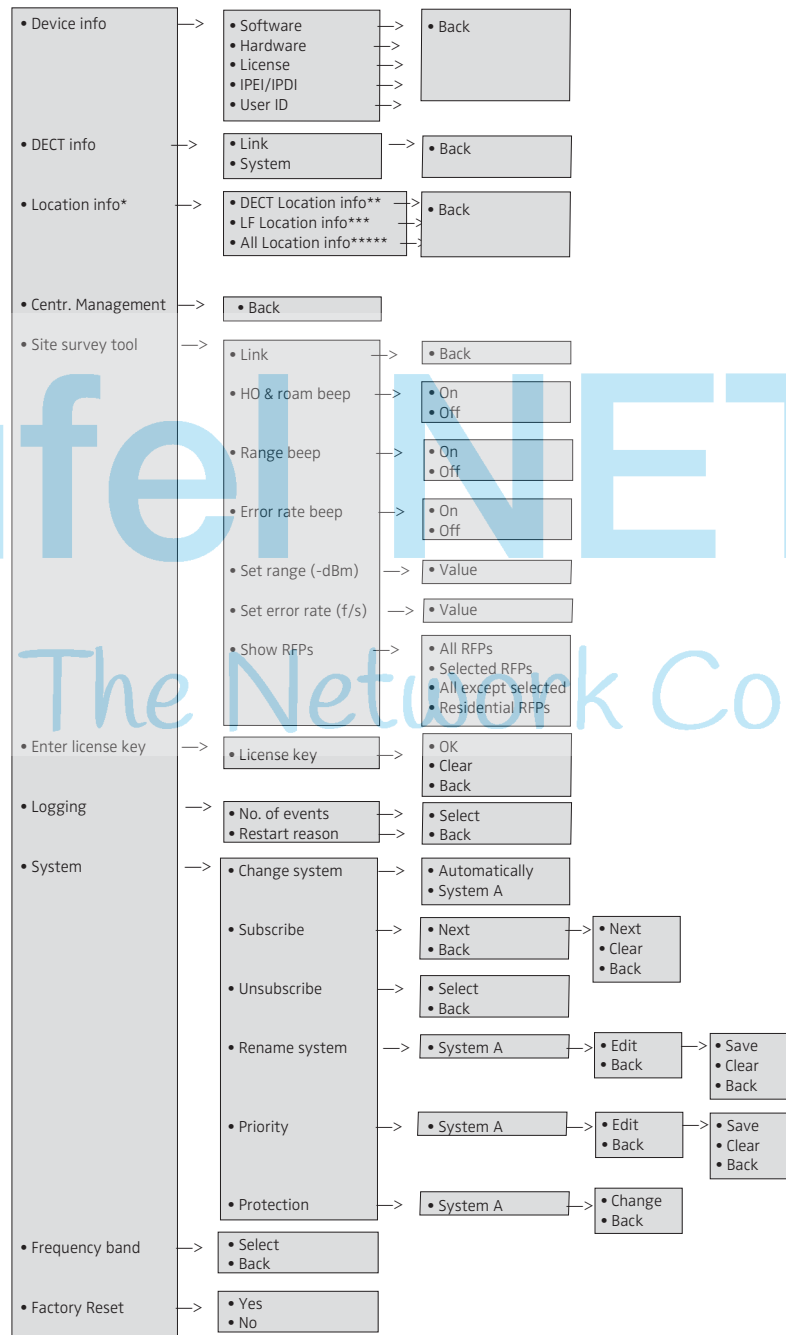 • Device info —>
• Software —>
• Hardware —>
• License —>
• IPEI/IPDI —>
• User ID —>
• Back
• DECT info —>
• Link —>
• System
• Back
• Location info* —>
• DECT Location info** —>
• LF Location info*** —>
• All Location info***** —>
• Back
• Centr. Management —>
• Back
• Site survey tool —>
• Link —>
• Back
• HO & roam beep —>
• On
• Off
• Range beep —>
• On
• Off
• Error rate beep —>
• On
• Off
• Set range (-dBm) —>
• Value
• Set error rate (f/s) —>
• Value
• Show RFPs —>
• All RFPs
• Selected RFPs
• All except selected
• Residential RFPs
fel NET
The Network Co
• Enter license key —>
• License key —>
• OK
• Clear
• Back
• Logging —>
• No. of events —>
• Restart reason —>
• Select
• Back
• System —>
• Change system —>
• Automatically
• System A
• Subscribe —>
• Next —>
• Back
• Next
• Clear
• Back
• Unsubscribe —>
• Select
• Back
• Rename system —>
• System A —>
• Edit —>
• Back
• Save
• Clear
• Back
• Priority —>
• System A —>
• Edit —>
• Back
• Save
• Clear
• Back
• Protection —>
• System A —>
• Change
• Back
• Frequency band —>
• Select
• Back
• Factory Reset —>
• Yes
• No